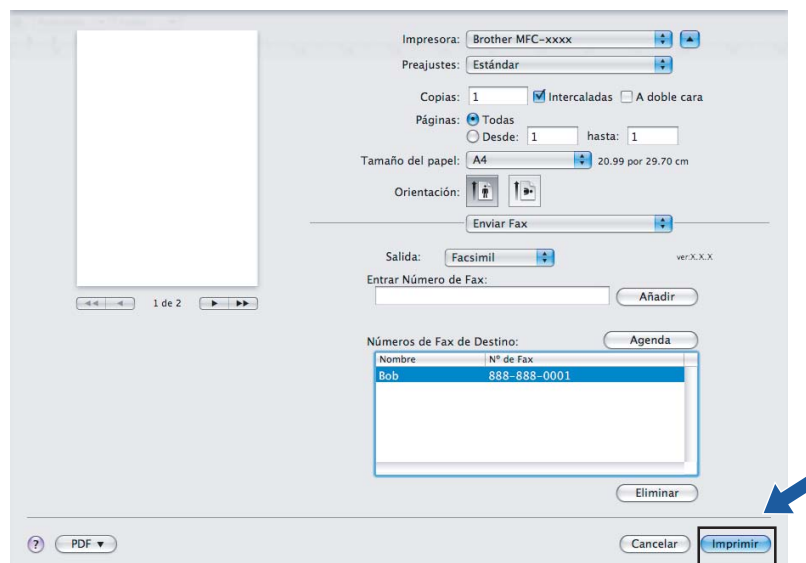 Impresora: Brother MFC-xxxx
Preajustes: Estándar
Copias: 1 Intercaladas A doble cara
Páginas: Todas
Desde: 1 hasta: 1
Tamaño del papel: A4 20.99 por 29.70 cm
Orientación:
Enviar Fax
Salida: Facsimil ver.X.X.X
Entrar Número de Fax:
Añadir
1 de 2
Números de Fax de Destino: Agenda
Nombre Nº de Fax
Bob 888-888-0001
Eliminar
? PDF Cancelar Imprimir